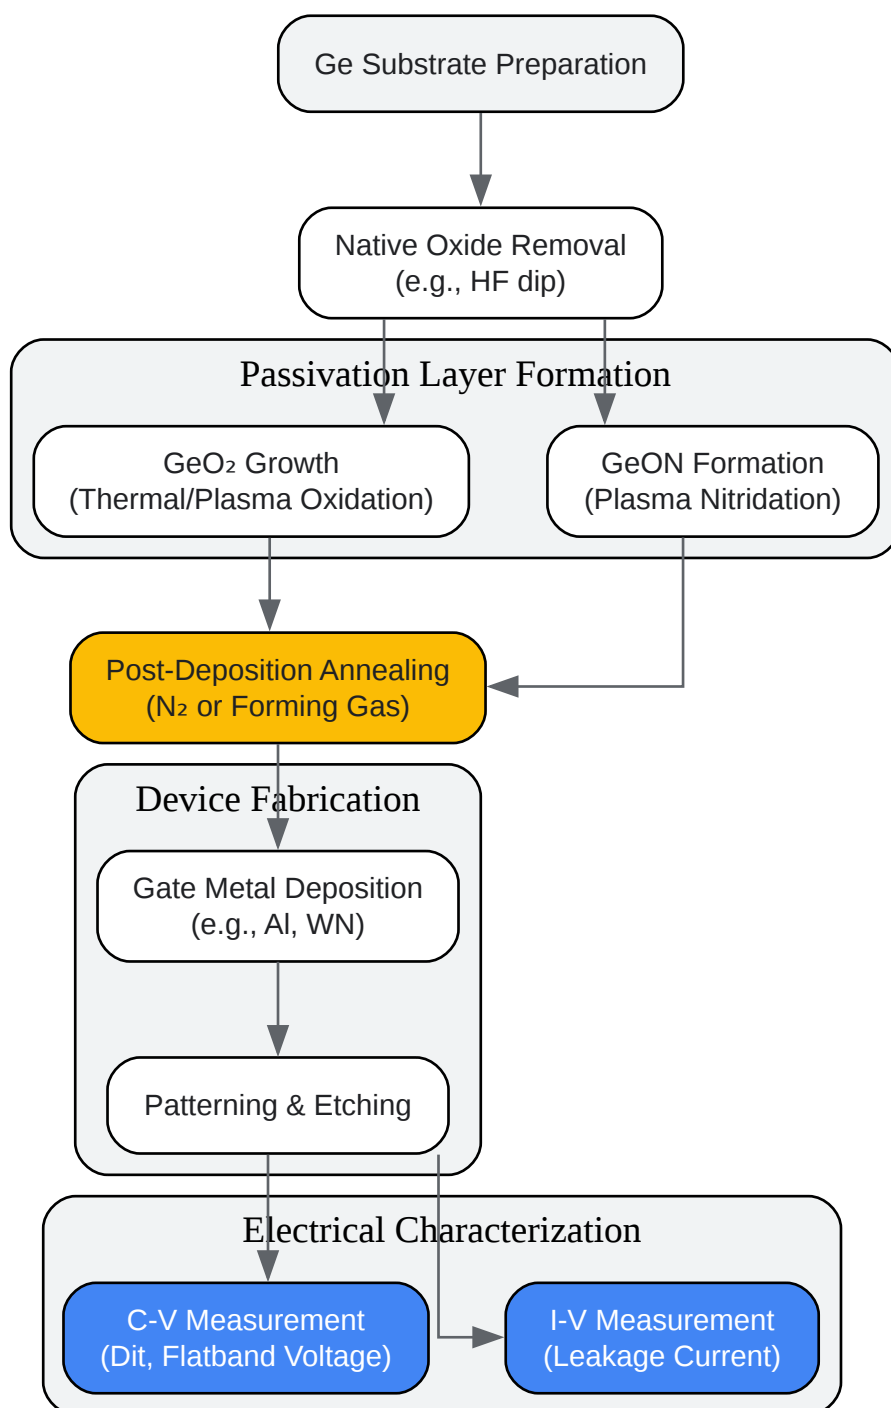 Ge Substrate Preparation
Native Oxide Removal
(e.g., HF dip)
Passivation Layer Formation
GeO₂ Growth
(Thermal/Plasma Oxidation)
GeON Formation
(Plasma Nitridation)
Post-Deposition Annealing
(N₂ or Forming Gas)
Device Fabrication
Gate Metal Deposition
(e.g., Al, WN)
Patterning & Etching
Electrical Characterization
C-V Measurement
(Dit, Flatband Voltage)
I-V Measurement
(Leakage Current)